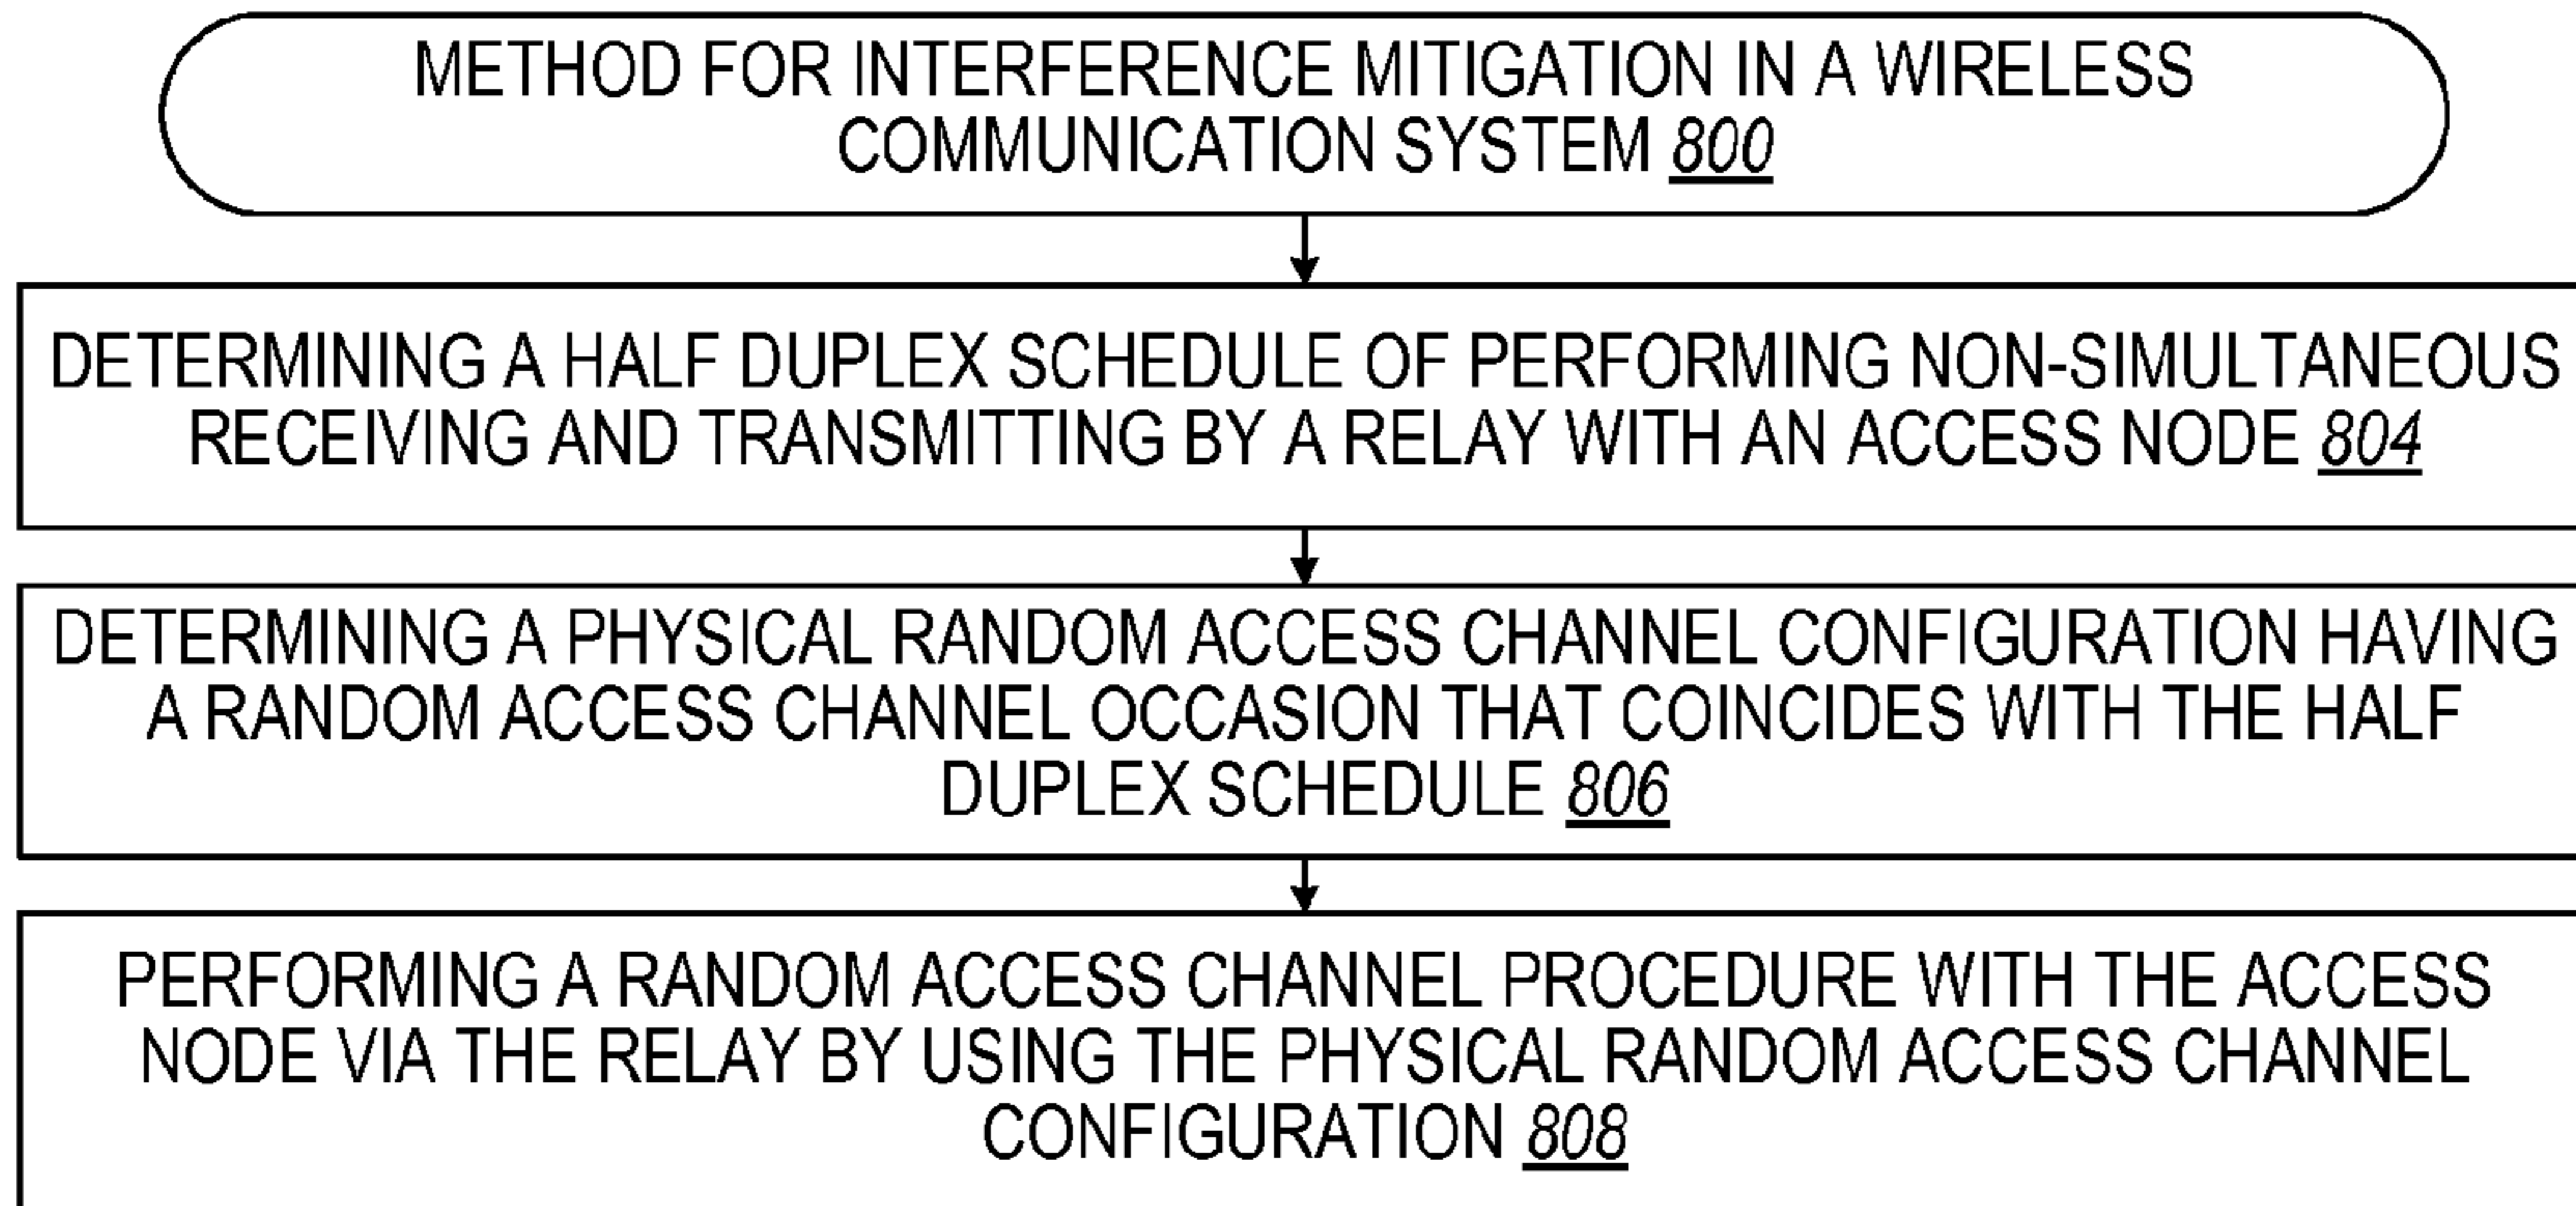 METHOD FOR INTERFERENCE MITIGATION IN A WIRELESS
COMMUNICATION SYSTEM 800
DETERMINING A HALF DUPLEX SCHEDULE OF PERFORMING NON-SIMULTANEOUS
RECEIVING AND TRANSMITTING BY A RELAY WITH AN ACCESS NODE 804
DETERMINING A PHYSICAL RANDOM ACCESS CHANNEL CONFIGURATION HAVING
A RANDOM ACCESS CHANNEL OCCASION THAT COINCIDES WITH THE HALF
DUPLEX SCHEDULE 806
PERFORMING A RANDOM ACCESS CHANNEL PROCEDURE WITH THE ACCESS
NODE VIA THE RELAY BY USING THE PHYSICAL RANDOM ACCESS CHANNEL
CONFIGURATION 808